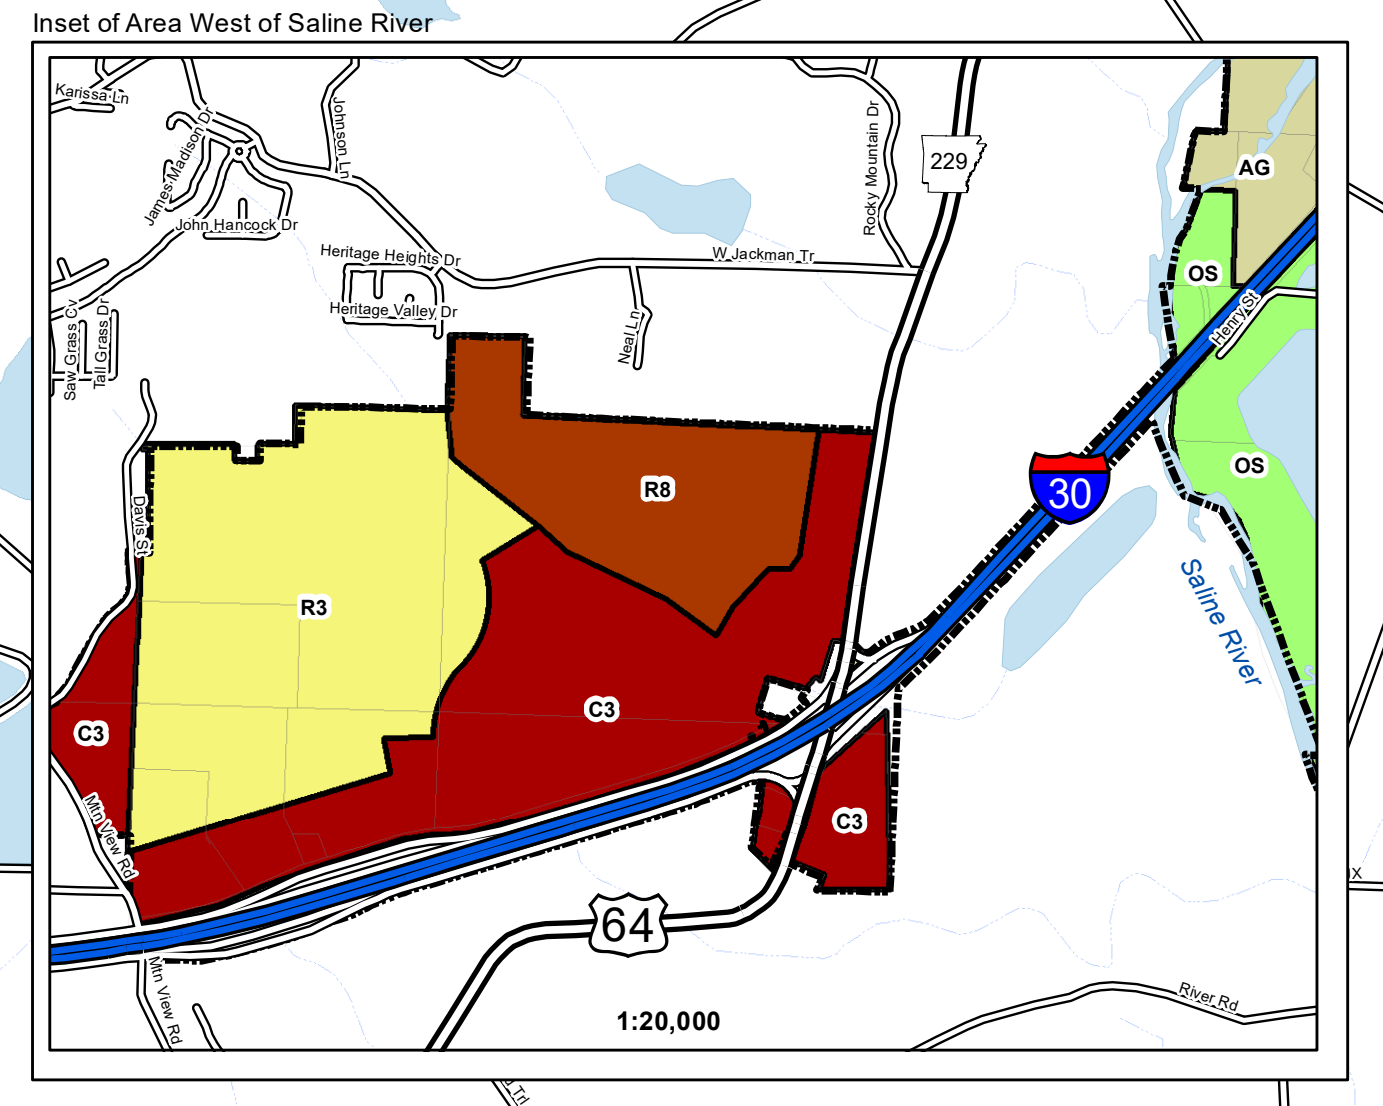 Inset of Area West of Saline River
Karissa Ln
James Madison Dr
Johnson Ln
Rocky Mountain Dr
229
AG
John Hancock Dr
Heritage Heights Dr
W Jackman Tr
OS
Heritage Valley Dr
Neal Ln
Henry St
Saw Grass Cv
Tall Grass Dr
R8
OS
30
Davis St
R3
Saline River
C3
C3
C3
Mtn View Rd
64
X
Mtn View Rd
River Rd
1:20,000
Trl